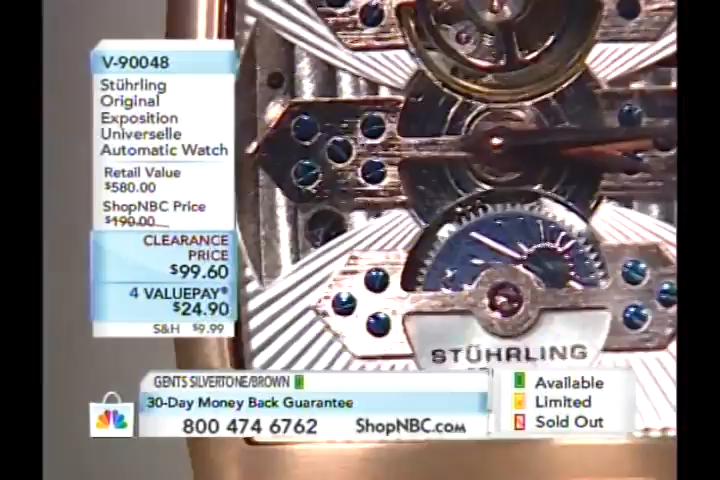 V-90048
Stührling
Original
Exposition
Universelle
Automatic Watch
Retail Value
$580.00
ShopNBC Price
$190.00
CLEARANCE
PRICE
$99.60
4 VALUEPAY®
$24.90
S&H $9.99
STÜHRLING
GENTS SILVERTONE/BROWN
30-Day Money Back Guarantee
800 474 6762 ShopNBC.com
Available
Limited
Sold Out